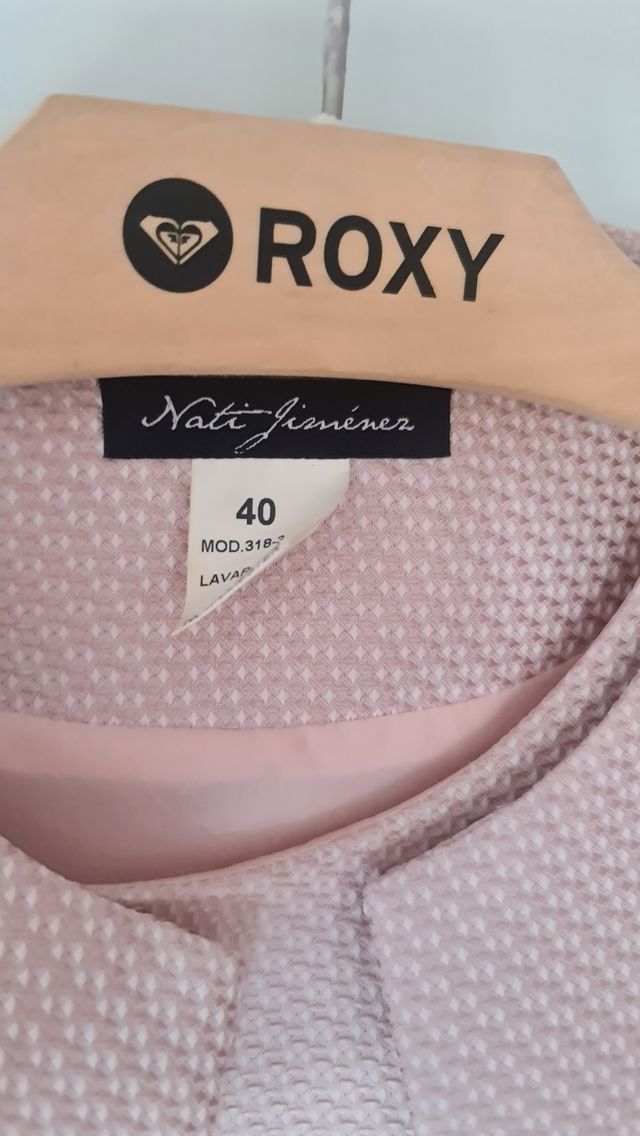 ROXY
Nati Jiménez
40
MOD.318-